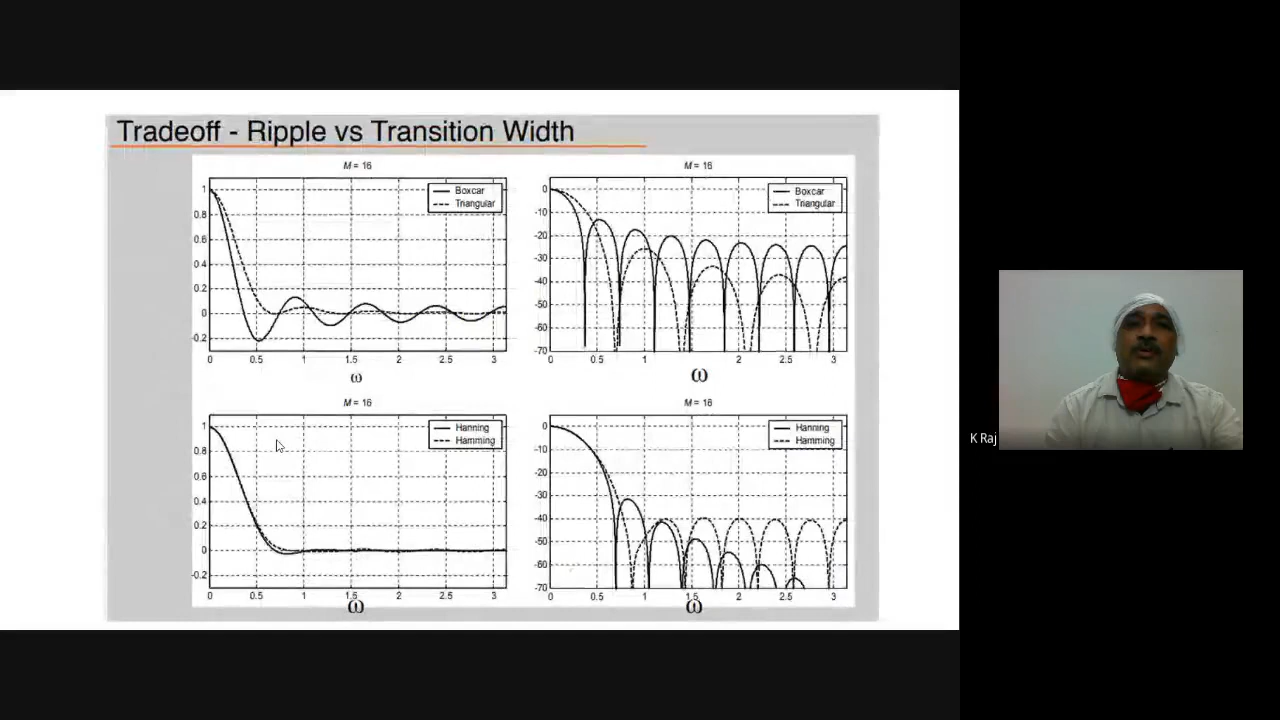 Tradeoff - Ripple vs Transition Width
M = 16
Boxcar
Triangular
1
0.8
0.6
0.4
0.2
0
-0.2
0 0.5 1 1.5 2 2.5 3
ω
M = 16
Boxcar
Triangular
0
-10
-20
-30
-40
-50
-60
-70
0 0.5 1 2 2.5 3
ω
M = 16
Hanning
Hamming
1
0.8
0.6
0.4
0.2
0
-0.2
0 0.5 1 1.5 2 2.5 3
ω
M = 16
Hanning
Hamming
0
-10
-20
-30
-40
-50
-60
-70
0 0.5 1 1.5 2 2.5 3
ω
K Raj